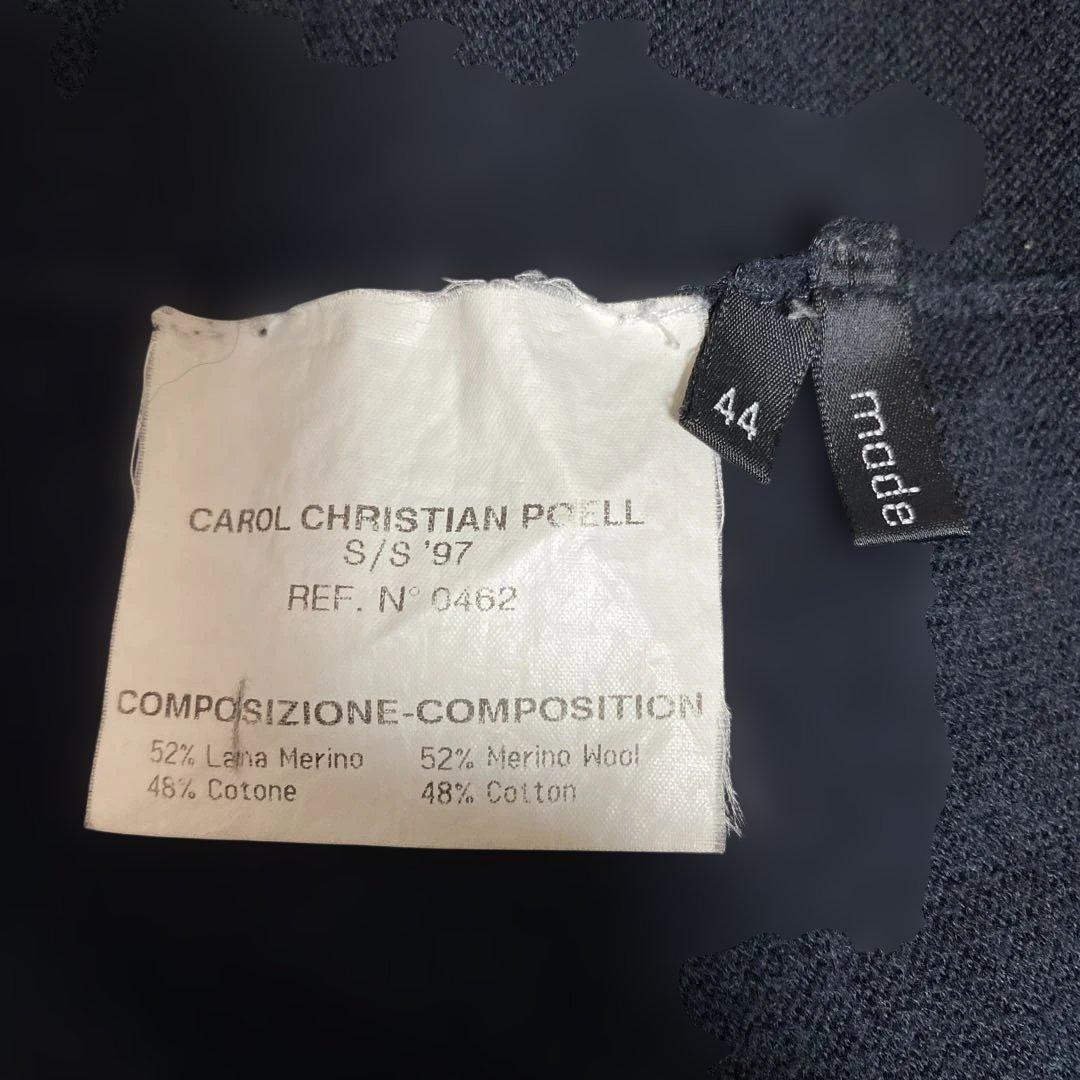 CAROL CHRISTIAN POELL
S/S '97
REF. N° 0462
COMPOSIZIONE-COMPOSITION
52% Lana Merino 52% Merino Wool
48% Cotone 48% Cotton
44
made